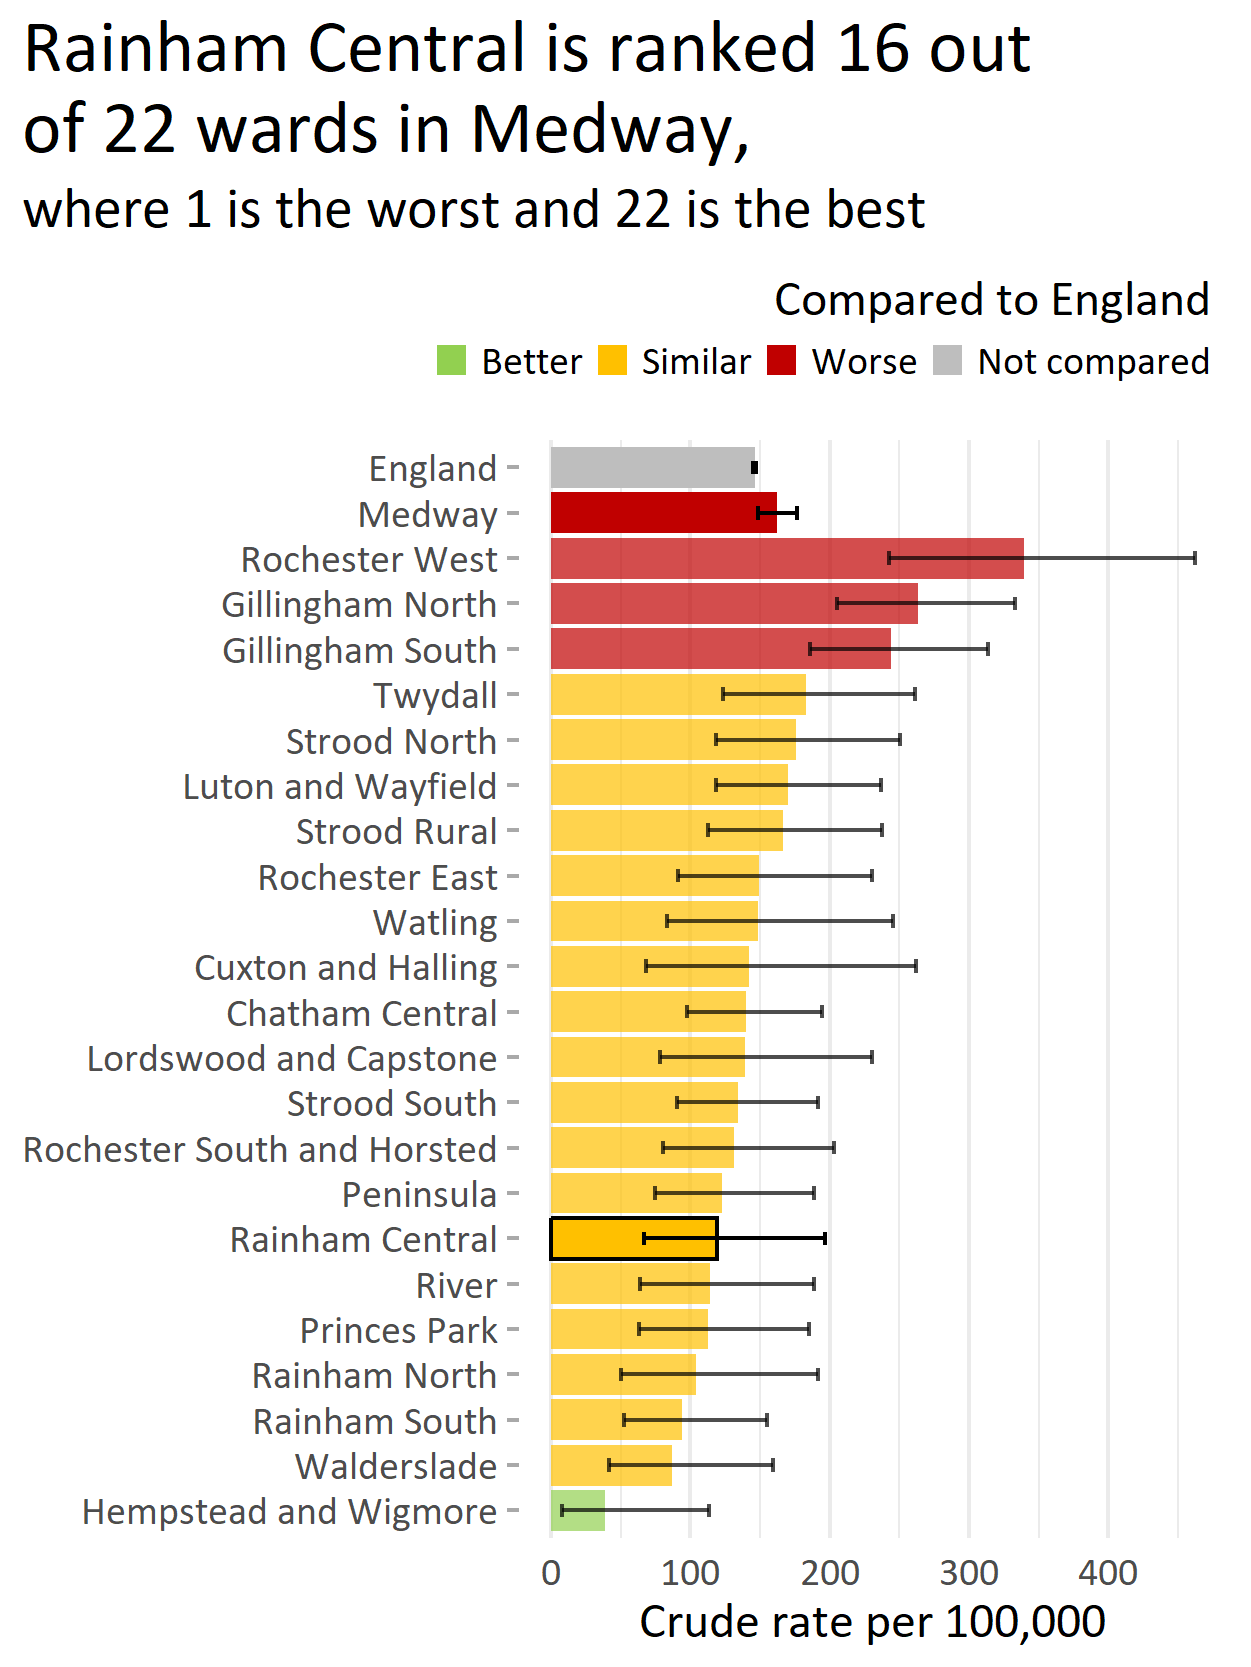 Rainham Central is ranked 16 out
of 22 wards in Medway,
where 1 is the worst and 22 is the best
Compared to England
Better Similar Worse Not compared
England
Medway
Rochester West
Gillingham North
Gillingham South
Twydall
Strood North
Luton and Wayfield
Strood Rural
Rochester East
Watling
Cuxton and Halling
Chatham Central
Lordswood and Capstone
Strood South
Rochester South and Horsted
Peninsula
Rainham Central
River
Princes Park
Rainham North
Rainham South
Walderslade
Hempstead and Wigmore
0 100 200 300 400
Crude rate per 100,000